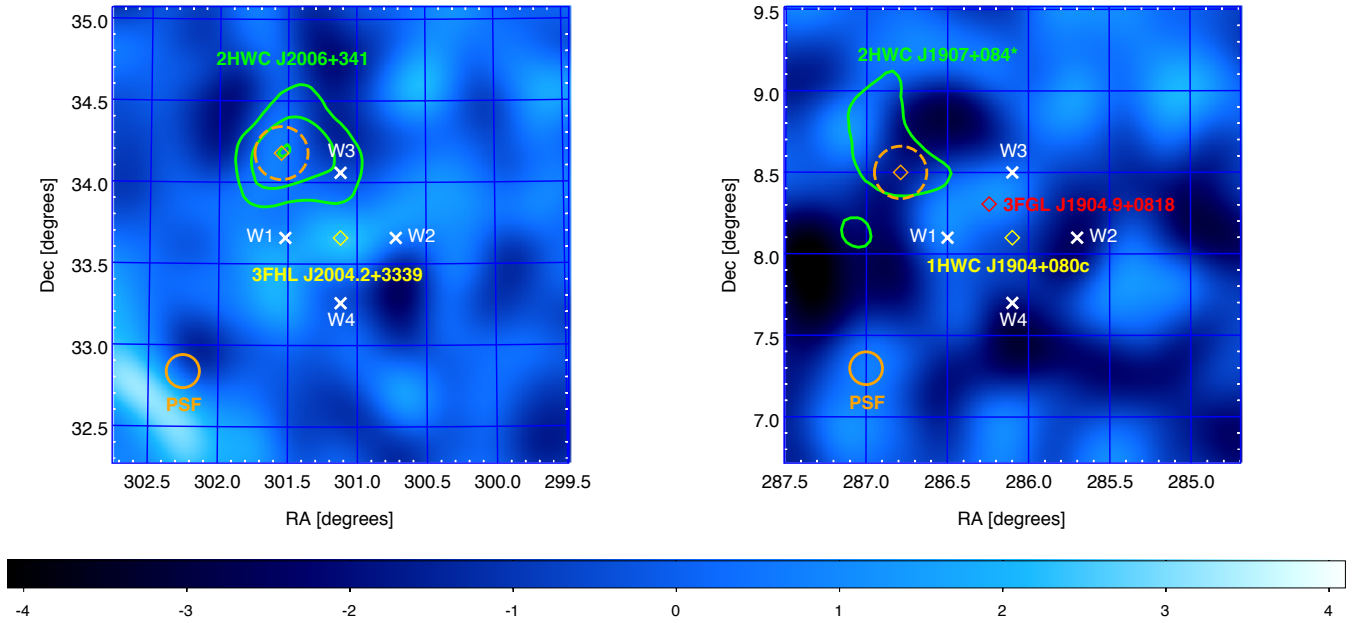 35.0
34.5
34.0
33.5
33.0
32.5
Dec [degrees]
2HWC J2006+341
W3
W1
W2
3FHL J2004.2+3339
W4
PSF
302.5 302.0 301.5 301.0 300.5 300.0 299.5
RA [degrees]
9.5
9.0
8.5
8.0
7.5
7.0
Dec [degrees]
2HWC J1907+084*
W3
3FGL J1904.9+0818
W1
W2
1HWC J1904+080c
W4
PSF
287.5 287.0 286.5 286.0 285.5 285.0
RA [degrees]
-4 -3 -2 -1 0 1 2 3 4